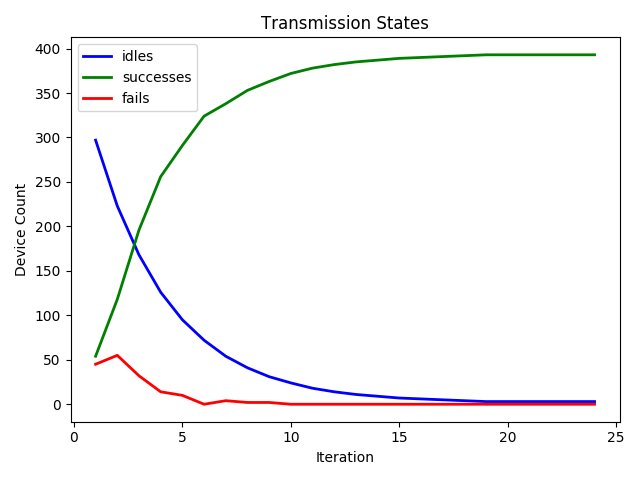 Transmission States
idles
successes
fails
Device Count
400
350
300
250
200
150
100
50
0
0 5 10 15 20 25
Iteration